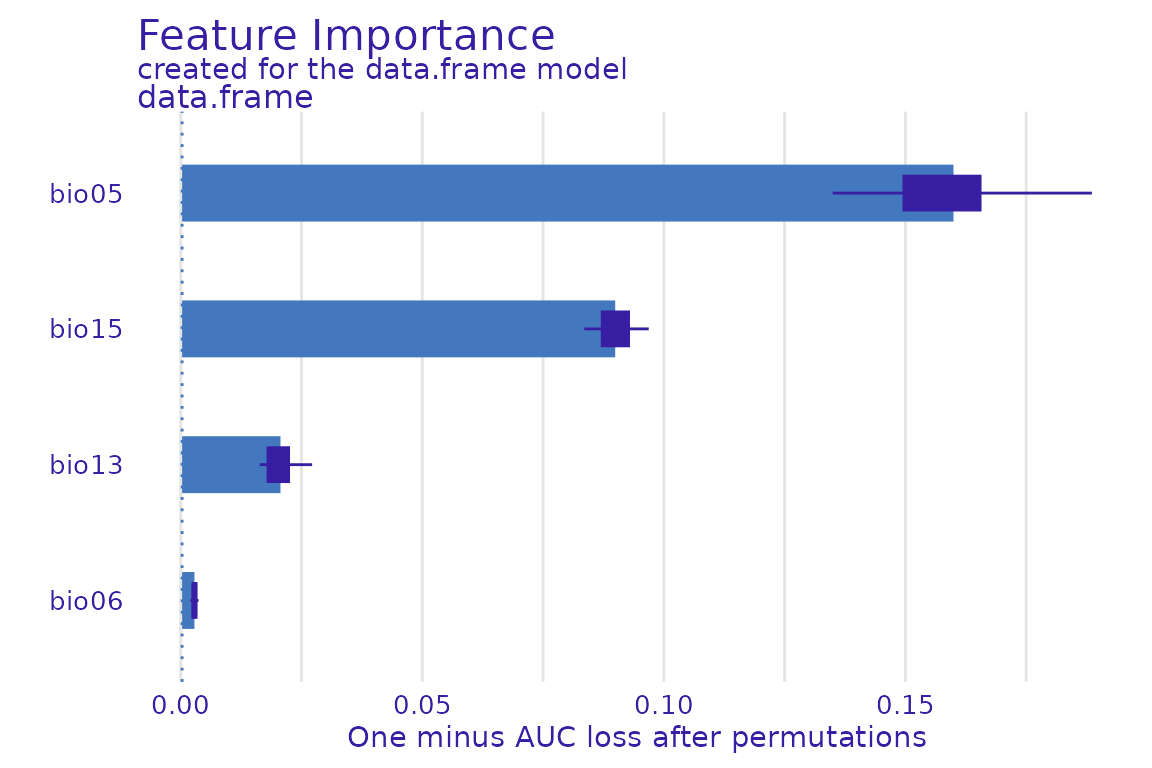 Feature Importance
created for the data.frame model
data.frame
bio05
bio15
bio13
bio06
0.00 0.05 0.10 0.15
One minus AUC loss after permutations